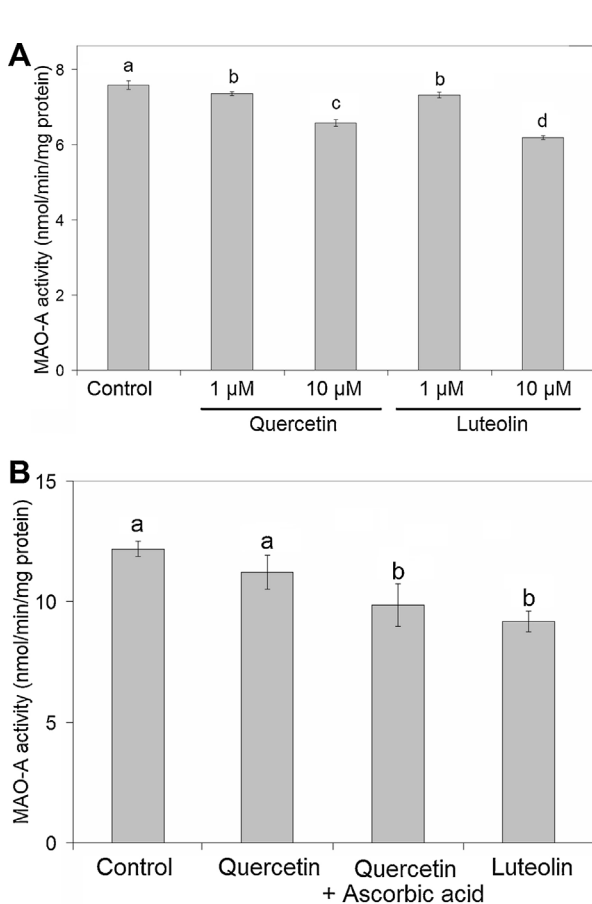 A
MAO-A activity (nmol/min/mg protein)
8
6
4
2
0
a
b
c
b
d
Control
1 µM
10 µM
1 µM
10 µM
Quercetin
Luteolin
B
MAO-A activity (nmol/min/mg protein)
15
10
5
0
a
a
b
b
Control
Quercetin
Quercetin
+ Ascorbic acid
Luteolin